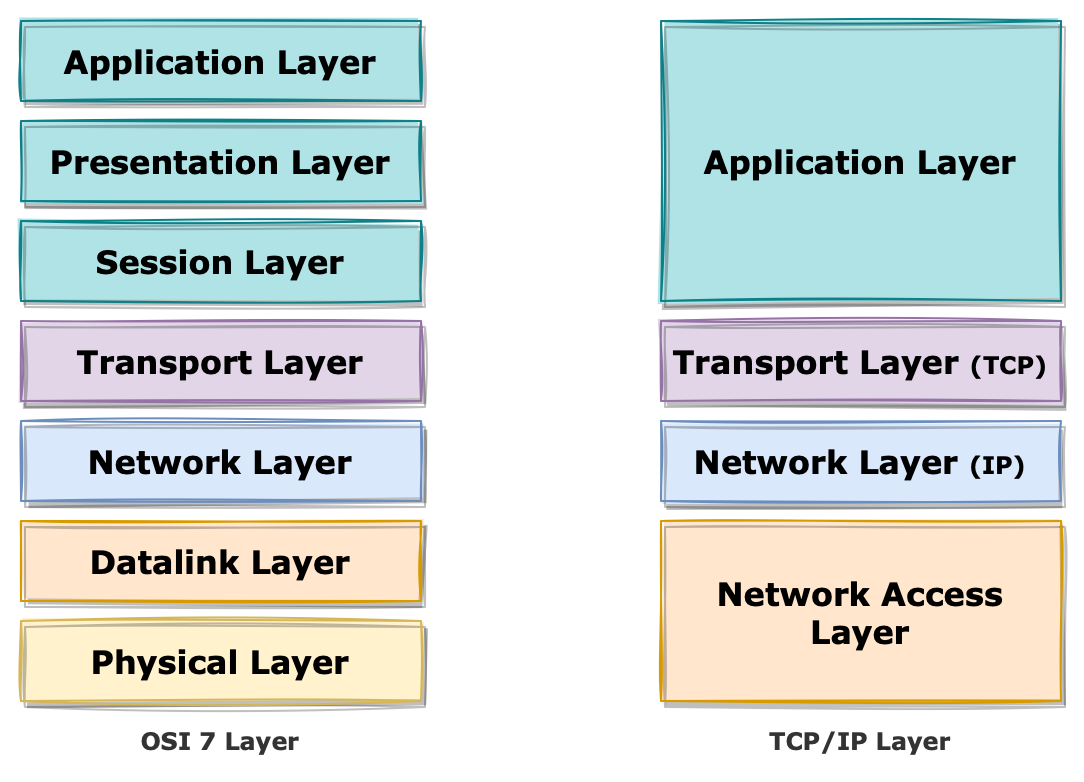 Application Layer
Presentation Layer
Session Layer
Transport Layer
Network Layer
Datalink Layer
Physical Layer
OSI 7 Layer
Application Layer
Transport Layer (TCP)
Network Layer (IP)
Network Access
Layer
TCP/IP Layer